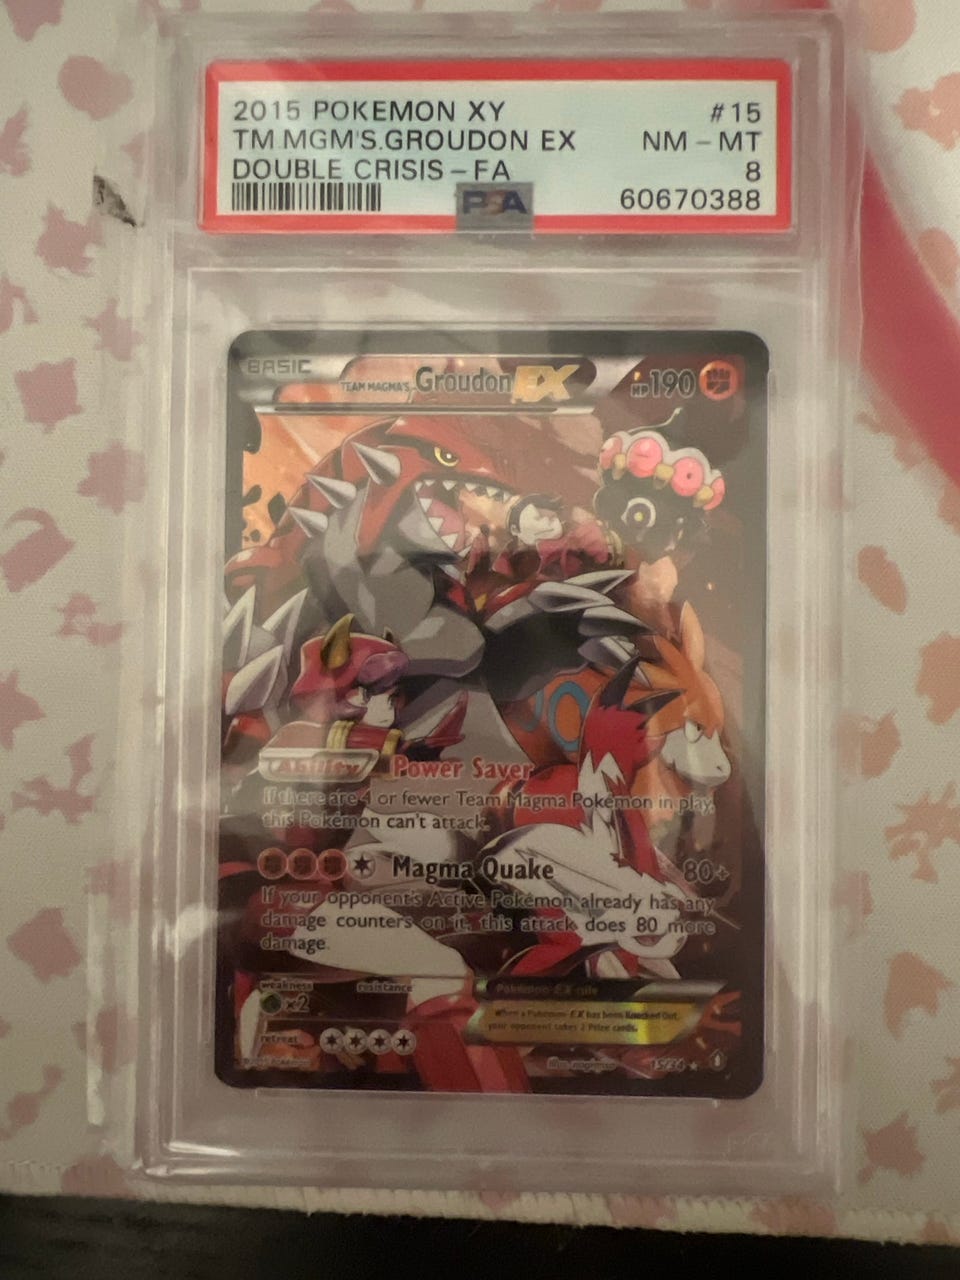 2015 POKEMON XY #15
TM.MGM'S.GROUDON EX NM - MT
DOUBLE CRISIS - FA 8
PSA 60670388
BASIC
TEAM MAGMA'S Groudon EX HP190
Ability Power Saver
If there are 4 or fewer Team Magma Pokémon in play,
this Pokémon can't attack.
Magma Quake 80+
If your opponent's Active Pokémon already has any
damage counters on it, this attack does 80 more
damage.
weakness resistance
×2
Pokémon-EX rule
When a Pokémon-EX has been Knocked Out,
your opponent takes 2 Prize cards.
retreat
15/34